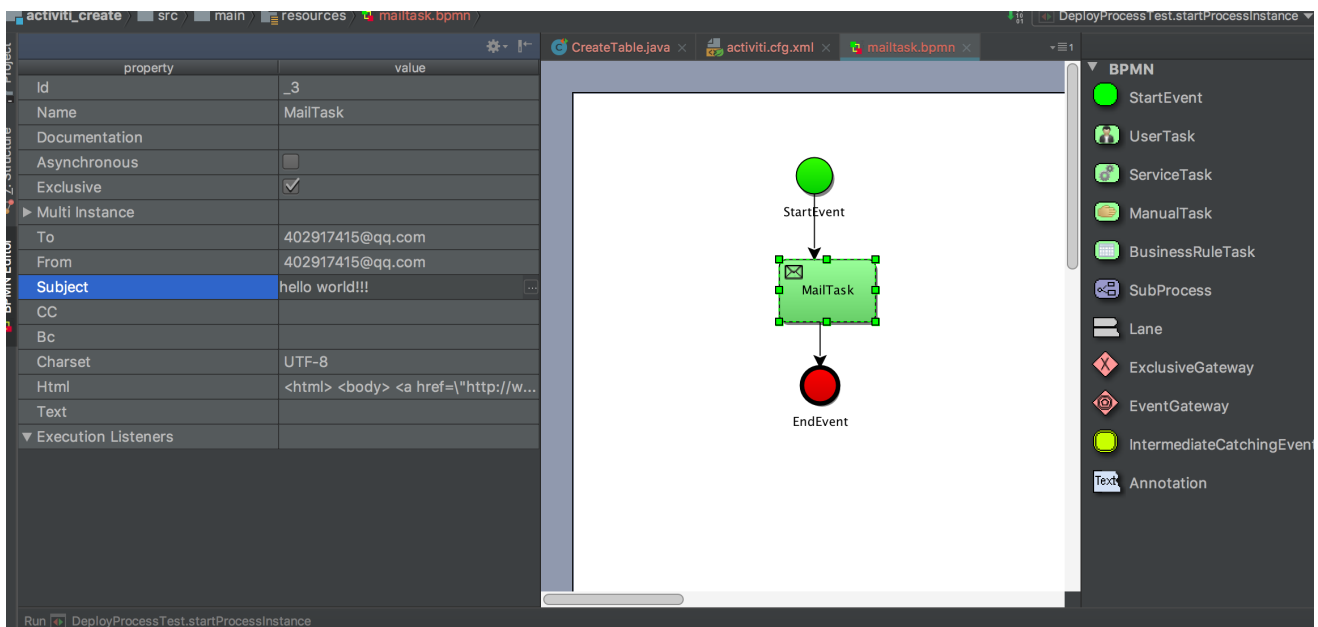 activiti_create src main resources mailtask.bpmn DeployProcessTest.startProcessInstance
CreateTable.java activiti.cfg.xml mailtask.bpmn 1
property value
Id _3
Name MailTask
Documentation
Asynchronous
Exclusive
Multi Instance
To 402917415@qq.com
From 402917415@qq.com
Subject hello world!!! ...
CC
Bc
Charset UTF-8
Html <html> <body> <a href=\"http://w...
Text
Execution Listeners
Project
Z: Structure
BPMN Editor
StartEvent
MailTask
EndEvent
BPMN
StartEvent
UserTask
ServiceTask
ManualTask
BusinessRuleTask
SubProcess
Lane
ExclusiveGateway
EventGateway
IntermediateCatchingEvent
Text Annotation
Run DeployProcessTest.startProcessInstance